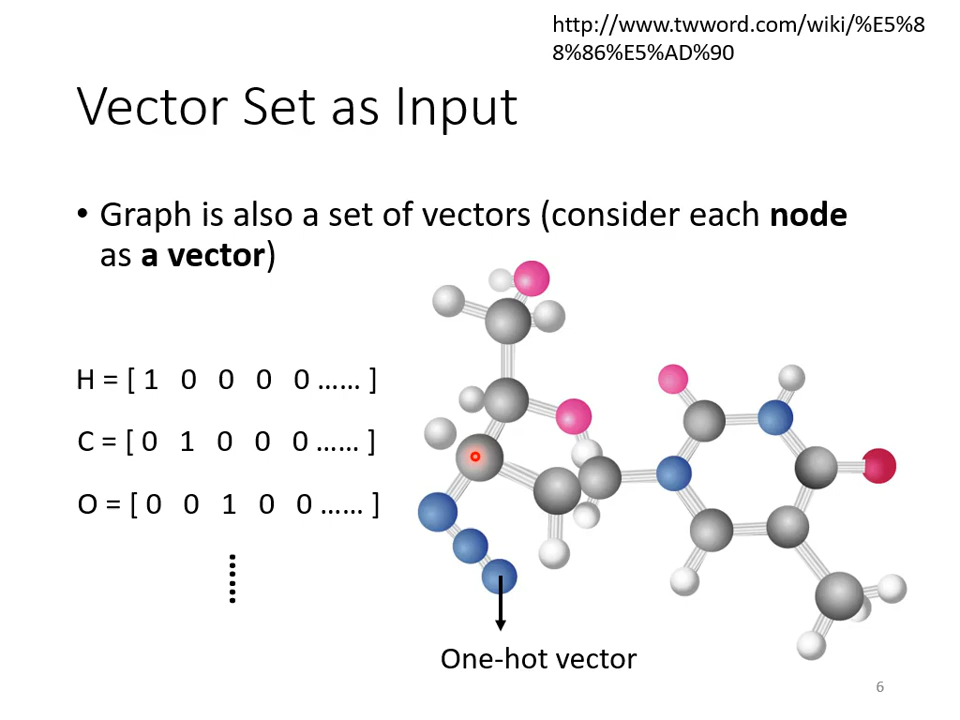 http://www.twword.com/wiki/%E5%8
8%86%E5%AD%90
Vector Set as Input
• Graph is also a set of vectors (consider each node
as a vector)
H = [ 1 0 0 0 0 …… ]
C = [ 0 1 0 0 0 …… ]
O = [ 0 0 1 0 0 …… ]
……
One-hot vector
6